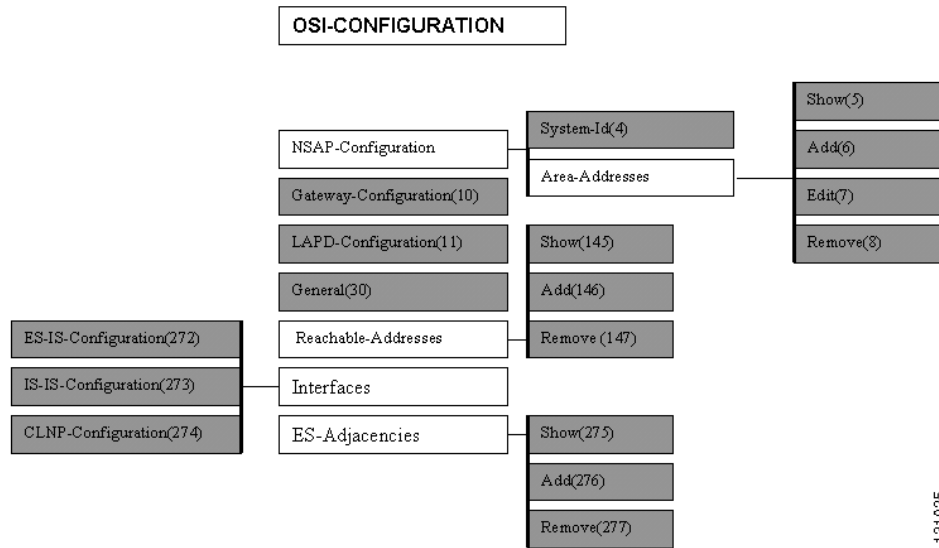 OSI-CONFIGURATION
NSAP-Configuration
System-Id(4)
Area-Addresses
Show(5)
Add(6)
Edit(7)
Remove(8)
Gateway-Configuration(10)
LAPD-Configuration(11)
General(30)
Reachable-Addresses
Show(145)
Add(146)
Remove (147)
Interfaces
ES-IS-Configuration(272)
IS-IS-Configuration(273)
CLNP-Configuration(274)
ES-Adjacencies
Show(275)
Add(276)
Remove(277)